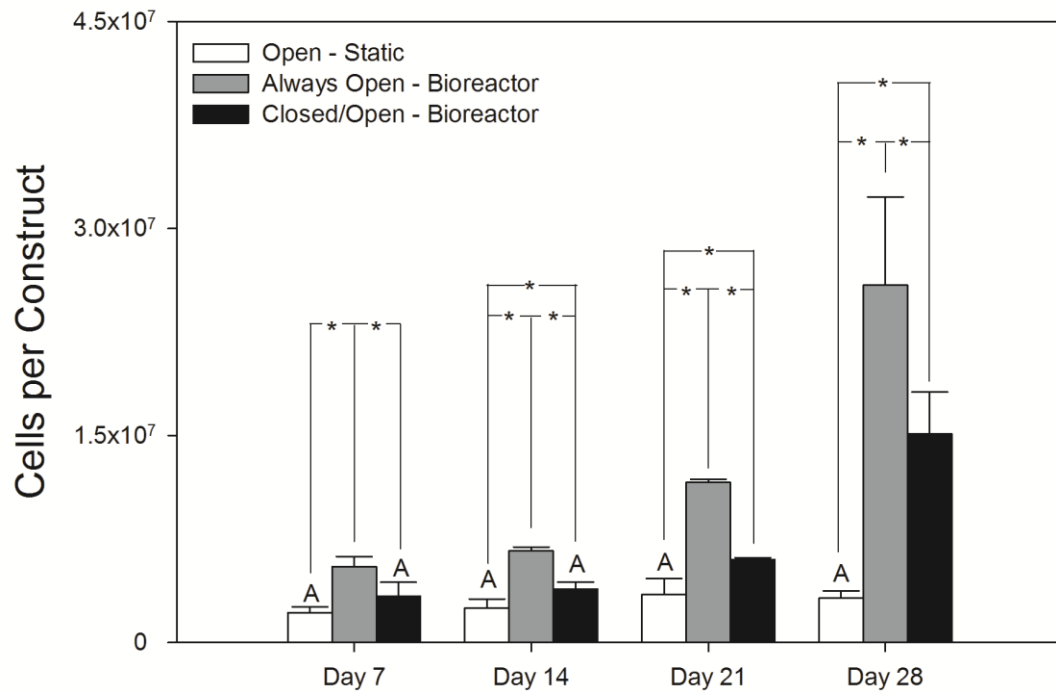 4.5x10⁷
Open - Static
Always Open - Bioreactor
Closed/Open - Bioreactor
*
* *
3.0x10⁷
*
* *
*
* *
* *
Cells per Construct
1.5x10⁷
A A
A A
A
A
0
Day 7 Day 14 Day 21 Day 28